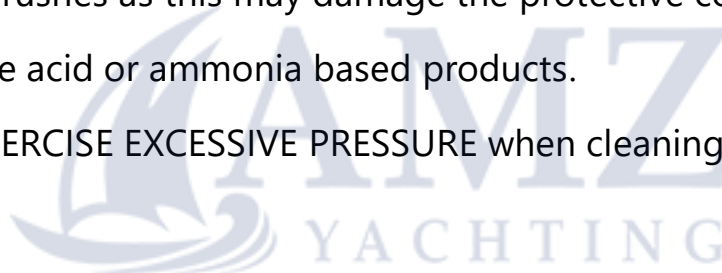 rushes as this may damage the protective co
e acid or ammonia based products.
ERCISE EXCESSIVE PRESSURE when cleaning
AMZ
YACHTING